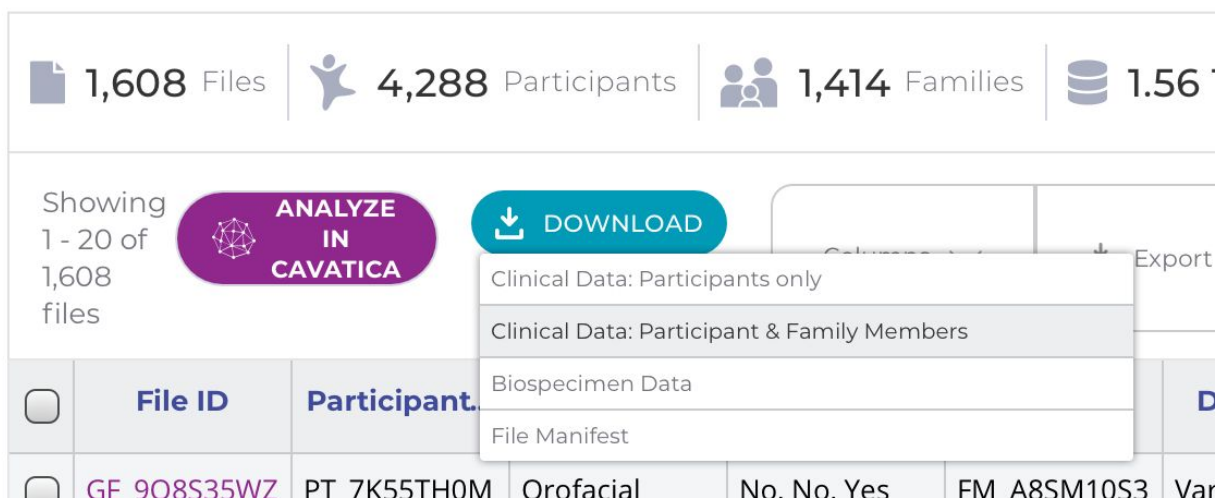 1,608 Files 4,288 Participants 1,414 Families 1.56
Showing
1 - 20 of
1,608
files
ANALYZE
IN
CAVATICA
DOWNLOAD
Export
Clinical Data: Participants only
Clinical Data: Participant & Family Members
Biospecimen Data
File Manifest
File ID Participant... D
GF_9Q8S35WZ PT_7K55TH0M Orofacial No, No, Yes FM_A8SM10S3 Var